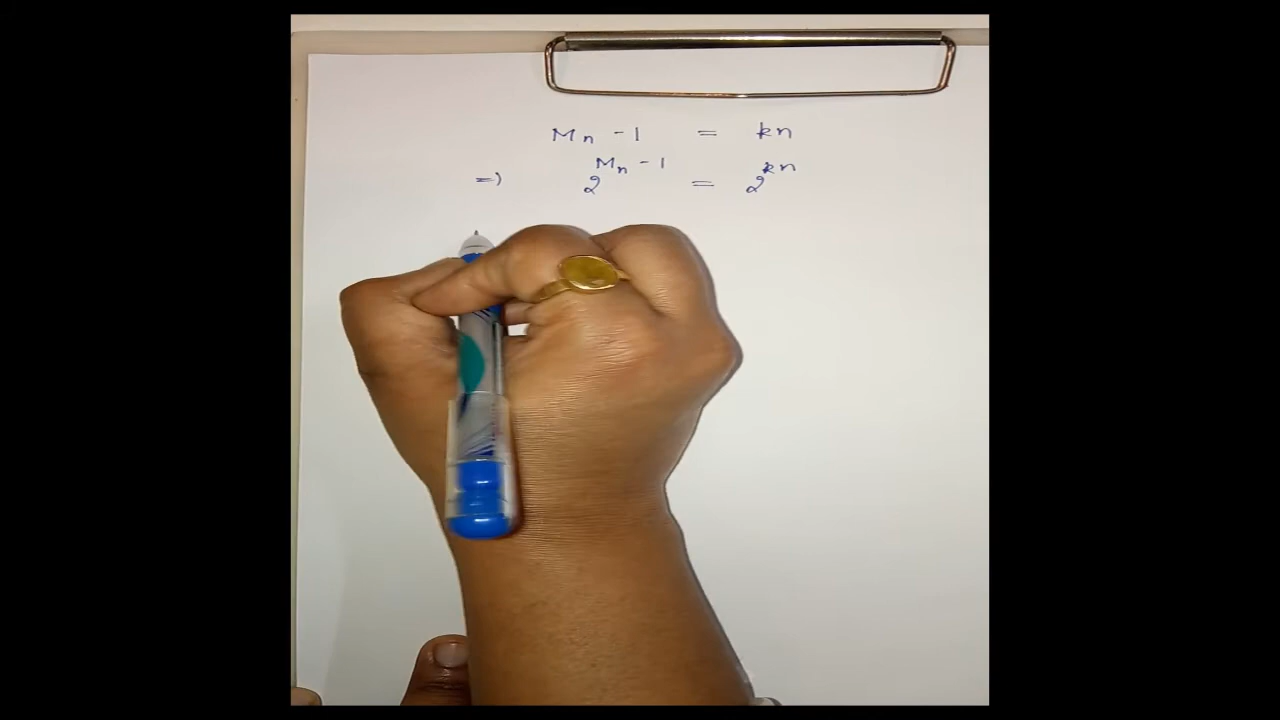 Mₙ - 1 = kn
=) 2^(Mₙ - 1) = 2^(kn)